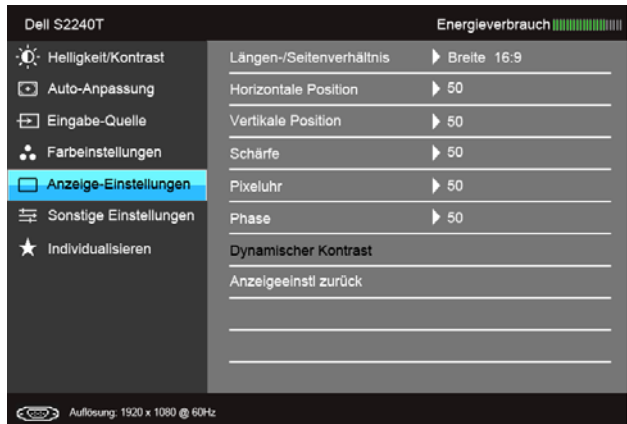 Dell S2240T
Energieverbrauch
Helligkeit/Kontrast
Auto-Anpassung
Eingabe-Quelle
Farbeinstellungen
Anzeige-Einstellungen
Sonstige Einstellungen
Individualisieren
Längen-/Seitenverhältnis Breite 16:9
Horizontale Position 50
Vertikale Position 50
Schärfe 50
Pixeluhr 50
Phase 50
Dynamischer Kontrast
Anzeigeeinstl zurück
Auflösung: 1920 x 1080 @ 60Hz